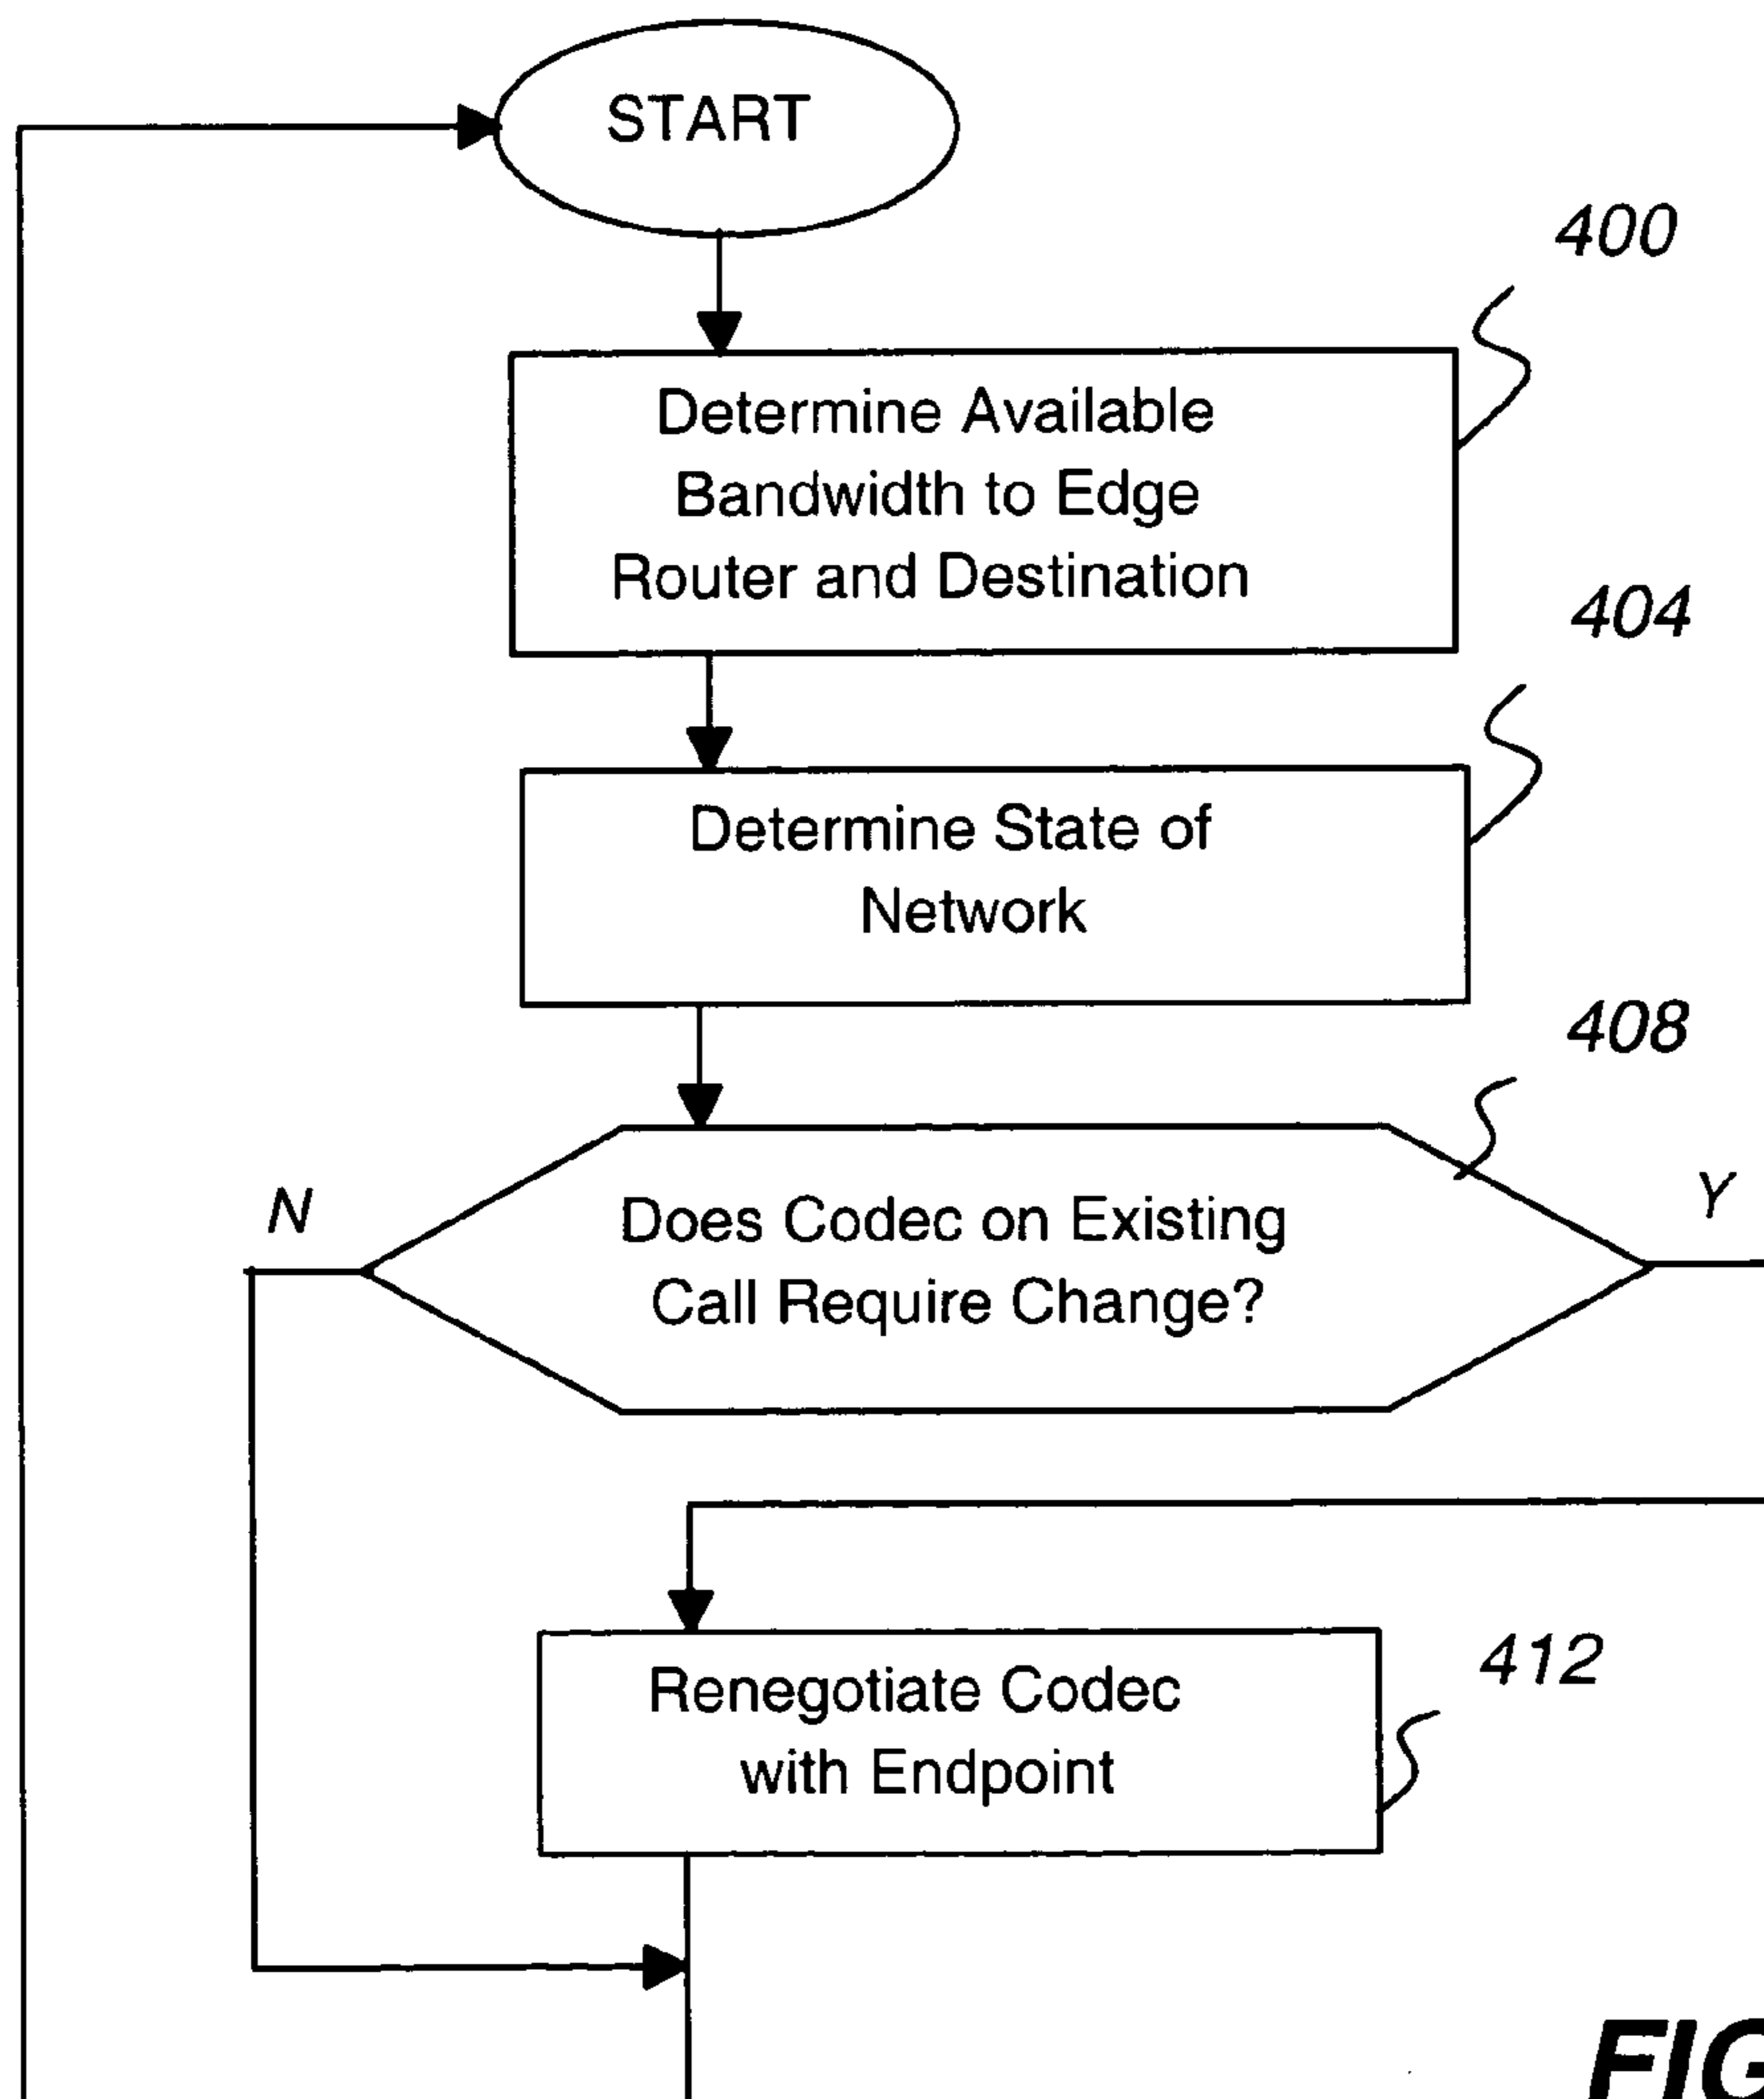 START
400
Determine Available
Bandwidth to Edge
Router and Destination
404
Determine State of
Network
408
N
Y
Does Codec on Existing
Call Require Change?
Renegotiate Codec
with Endpoint
412
FIG